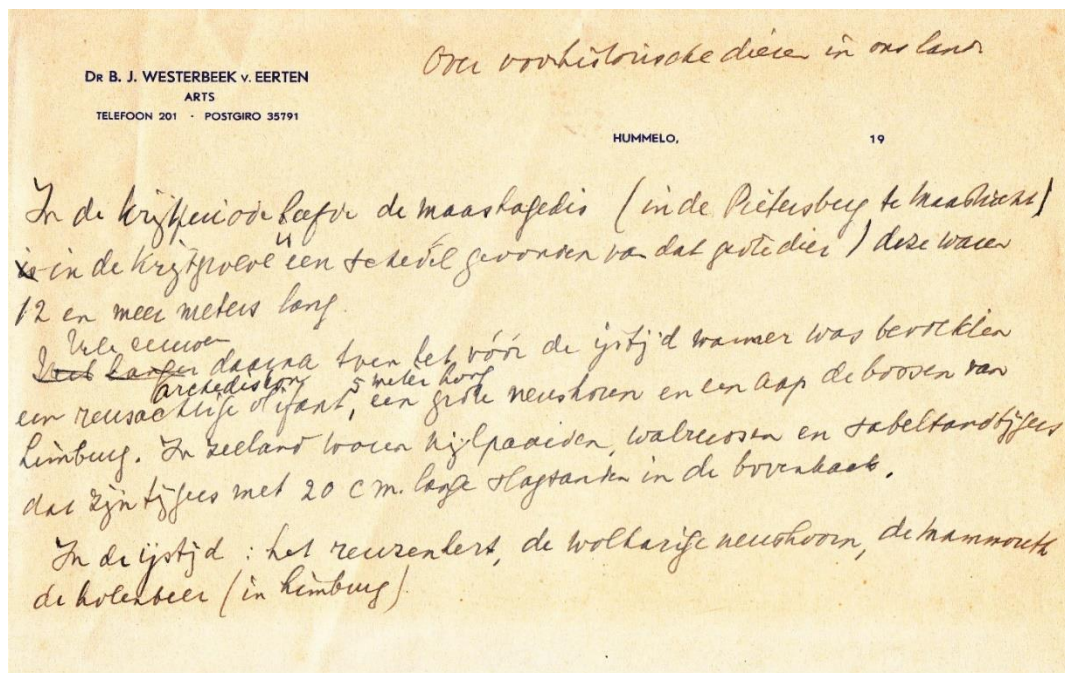 Over voorhistorische dieren in ons land
DR B. J. WESTERBEEK v. EERTEN
ARTS
TELEFOON 201 - POSTGIRO 35791
HUMMELO, 19
In de krijtperiode leefde de maashagedis (in de Pietersberg te Maastricht)
is in de krijtgroeve een schedel gevonden van dat grote dier) deze waren
12 en meer meters lang.
Vele eeuwen
Veel langer daarna toen het vóór de ijstijd warmer was bevolkten
archediskon 5 meter hoog
een reusachtige olifant, een grote neushoren en een aap de bossen van
Limburg. In Zeeland waren nijlpaarden, walrussen en sabeltandtijgers
dat zijn tijgers met 20 c.m. lange slagtanden in de bovenkaak.
In de ijstijd : het reuzenhert, de wolharige neushoorn, de mammouth
de holenbeer (in Limburg)